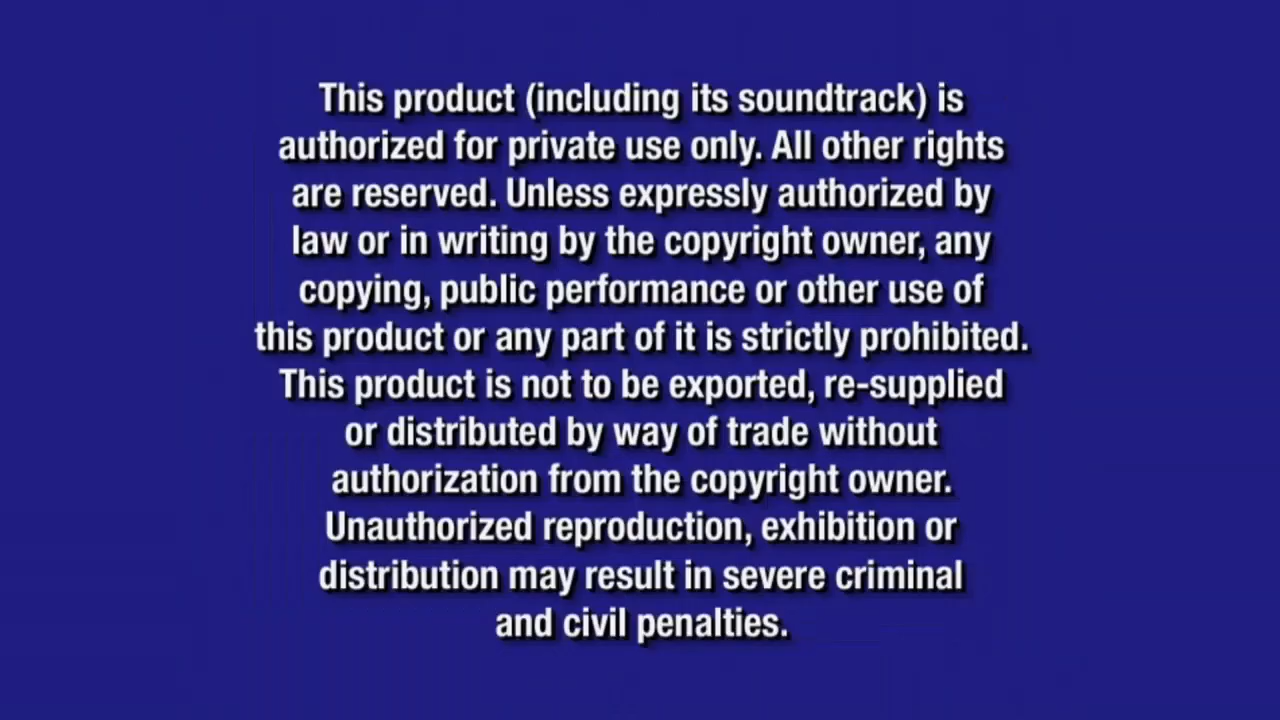 This product (including its soundtrack) is
authorized for private use only. All other rights
are reserved. Unless expressly authorized by
law or in writing by the copyright owner, any
copying, public performance or other use of
this product or any part of it is strictly prohibited.
This product is not to be exported, re-supplied
or distributed by way of trade without
authorization from the copyright owner.
Unauthorized reproduction, exhibition or
distribution may result in severe criminal
and civil penalties.